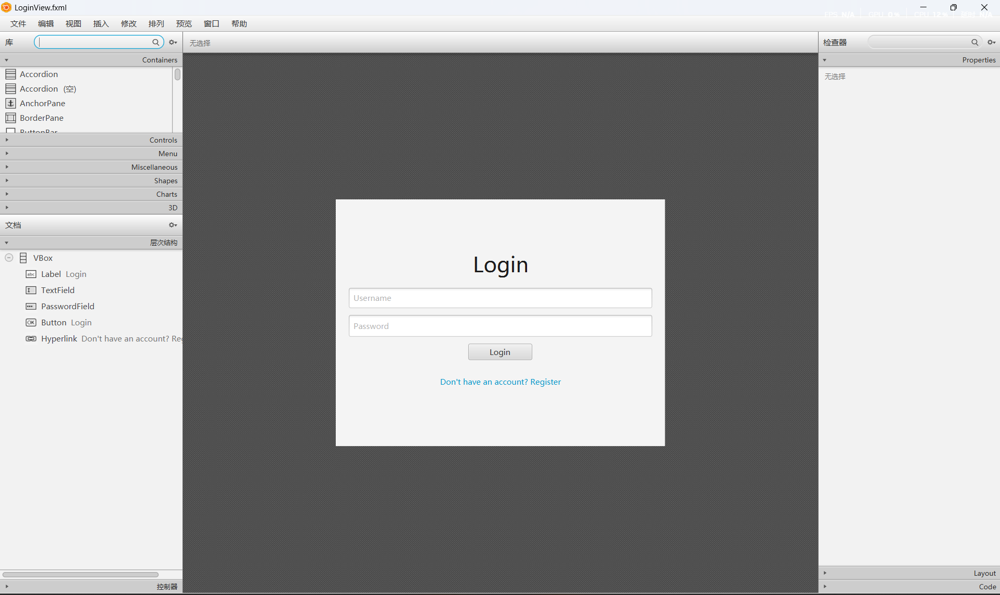 LoginView.fxml
FPS N/A GPU 0% CPU 12% 延时 N/A
文件 编辑 视图 插入 修改 排列 预览 窗口 帮助
库
无选择
检查器
Containers
Accordion
Accordion (空)
AnchorPane
BorderPane
ButtonBar
Controls
Menu
Miscellaneous
Shapes
Charts
3D
文档
层次结构
VBox
Label Login
TextField
PasswordField
Button Login
Hyperlink Don't have an account? Reg
控制器
Login
Username
Password
Login
Don't have an account? Register
Properties
无选择
Layout
Code